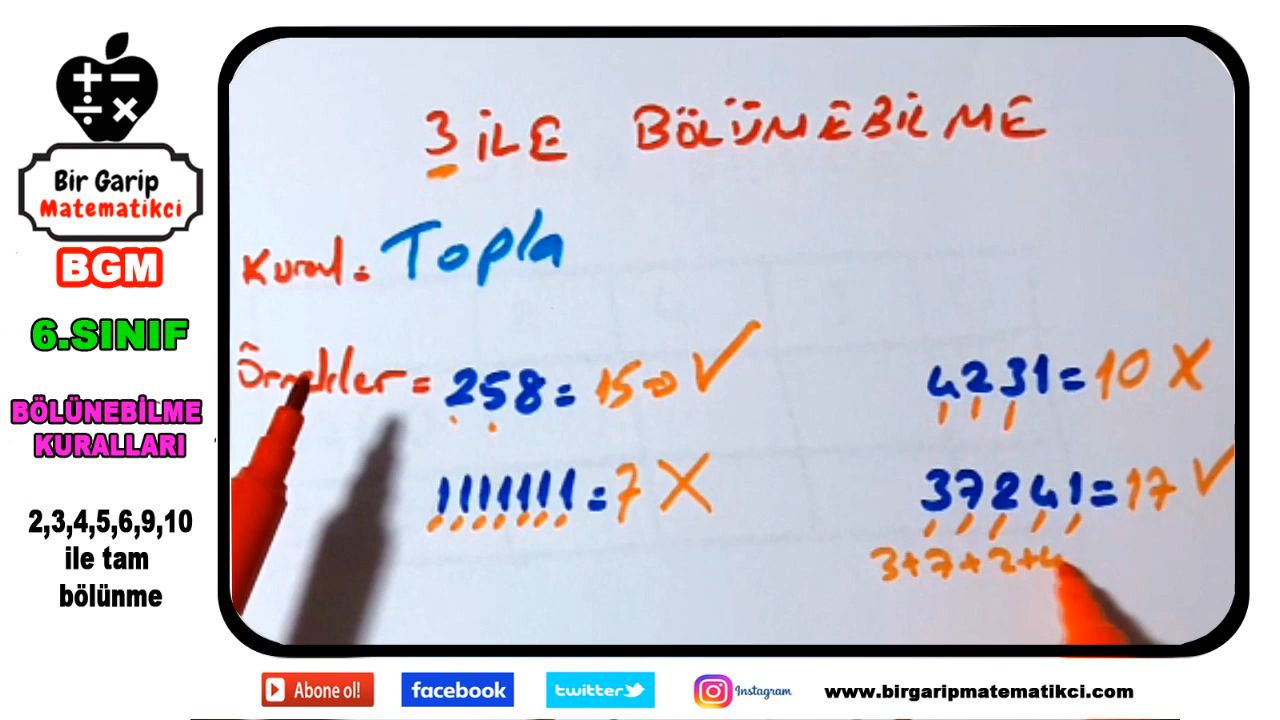 Bir Garip
Matematikci
BGM
6.SINIF
BÖLÜNEBİLME
KURALLARI
2,3,4,5,6,9,10
ile tam
bölünme
3 İLE BÖLÜNEBİLME
Kural = Topla
Örnekler = 258 = 15 ✓
4231 = 10 X
1111111 = 7 X
37241 = 17 ✓
3+7+2+4
Abone ol!
facebook
twitter
Instagram
www.birgaripmatematikci.com